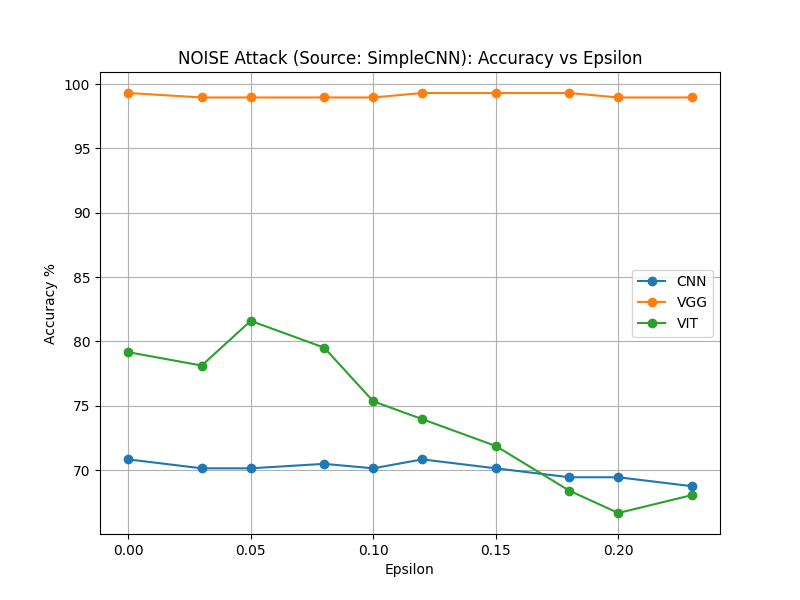 NOISE Attack (Source: SimpleCNN): Accuracy vs Epsilon
100
95
90
85
80
75
70
Accuracy %
CNN
VGG
VIT
0.00 0.05 0.10 0.15 0.20
Epsilon